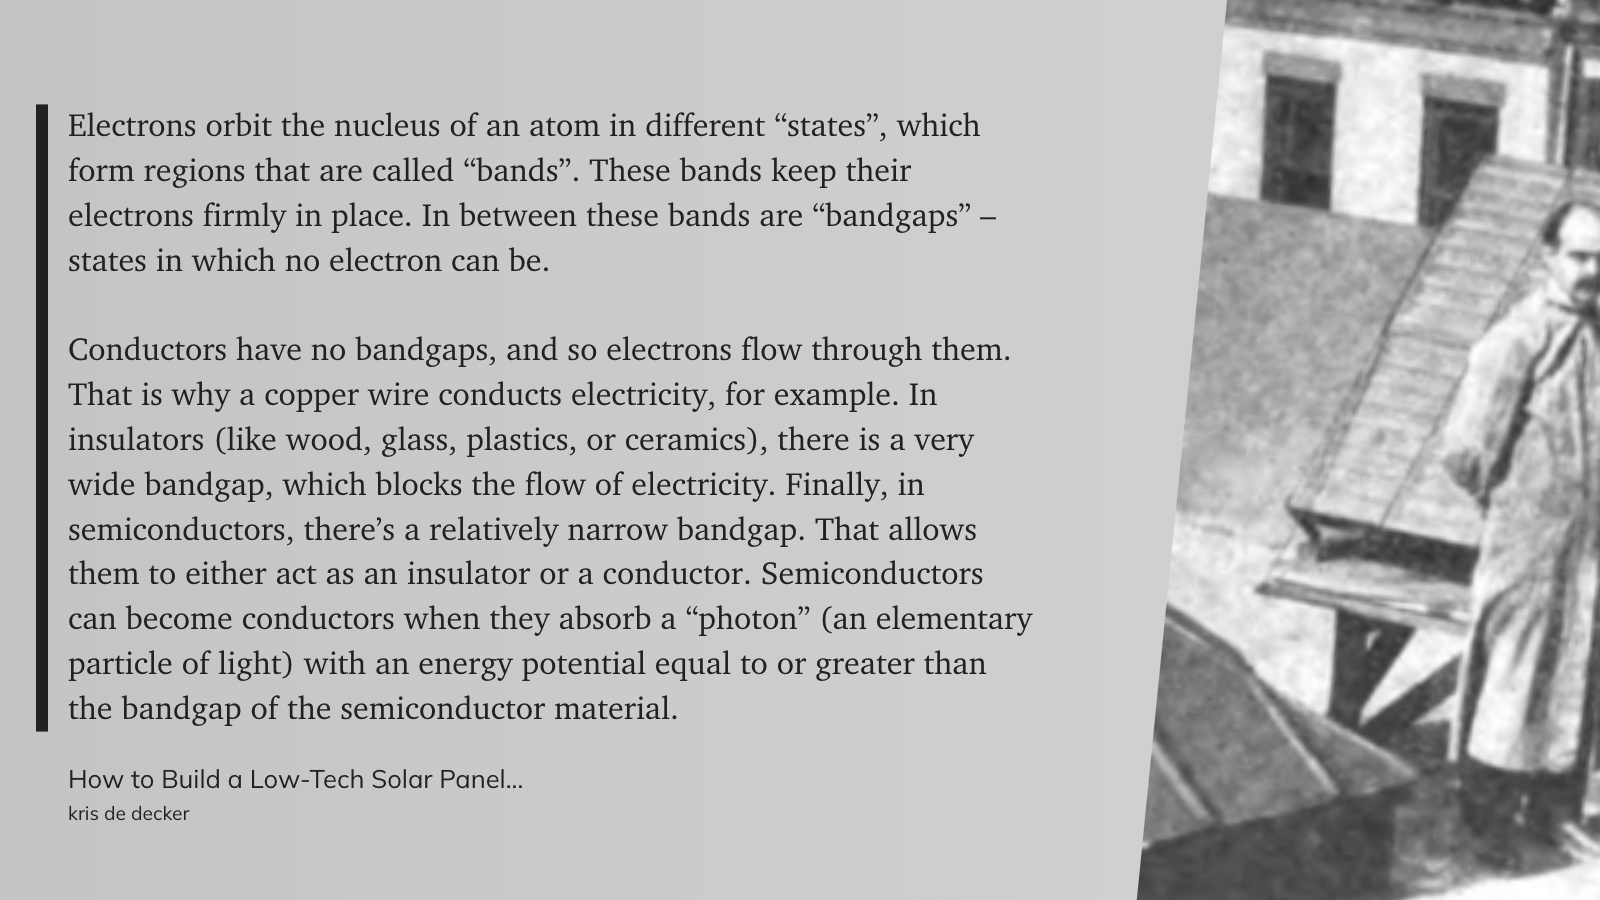 Electrons orbit the nucleus of an atom in different “states”, which
form regions that are called “bands”. These bands keep their
electrons firmly in place. In between these bands are “bandgaps” –
states in which no electron can be.
Conductors have no bandgaps, and so electrons flow through them.
That is why a copper wire conducts electricity, for example. In
insulators (like wood, glass, plastics, or ceramics), there is a very
wide bandgap, which blocks the flow of electricity. Finally, in
semiconductors, there’s a relatively narrow bandgap. That allows
them to either act as an insulator or a conductor. Semiconductors
can become conductors when they absorb a “photon” (an elementary
particle of light) with an energy potential equal to or greater than
the bandgap of the semiconductor material.
How to Build a Low-Tech Solar Panel...
kris de decker